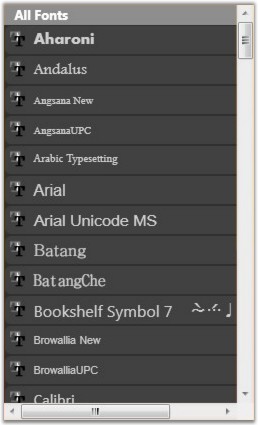 All Fonts
Aharoni
Andalus
Angsana New
AngsanaUPC
Arabic Typesetting
Arial
Arial Unicode MS
Batang
BatangChe
Bookshelf Symbol 7
Browallia New
BrowalliaUPC
Calibri